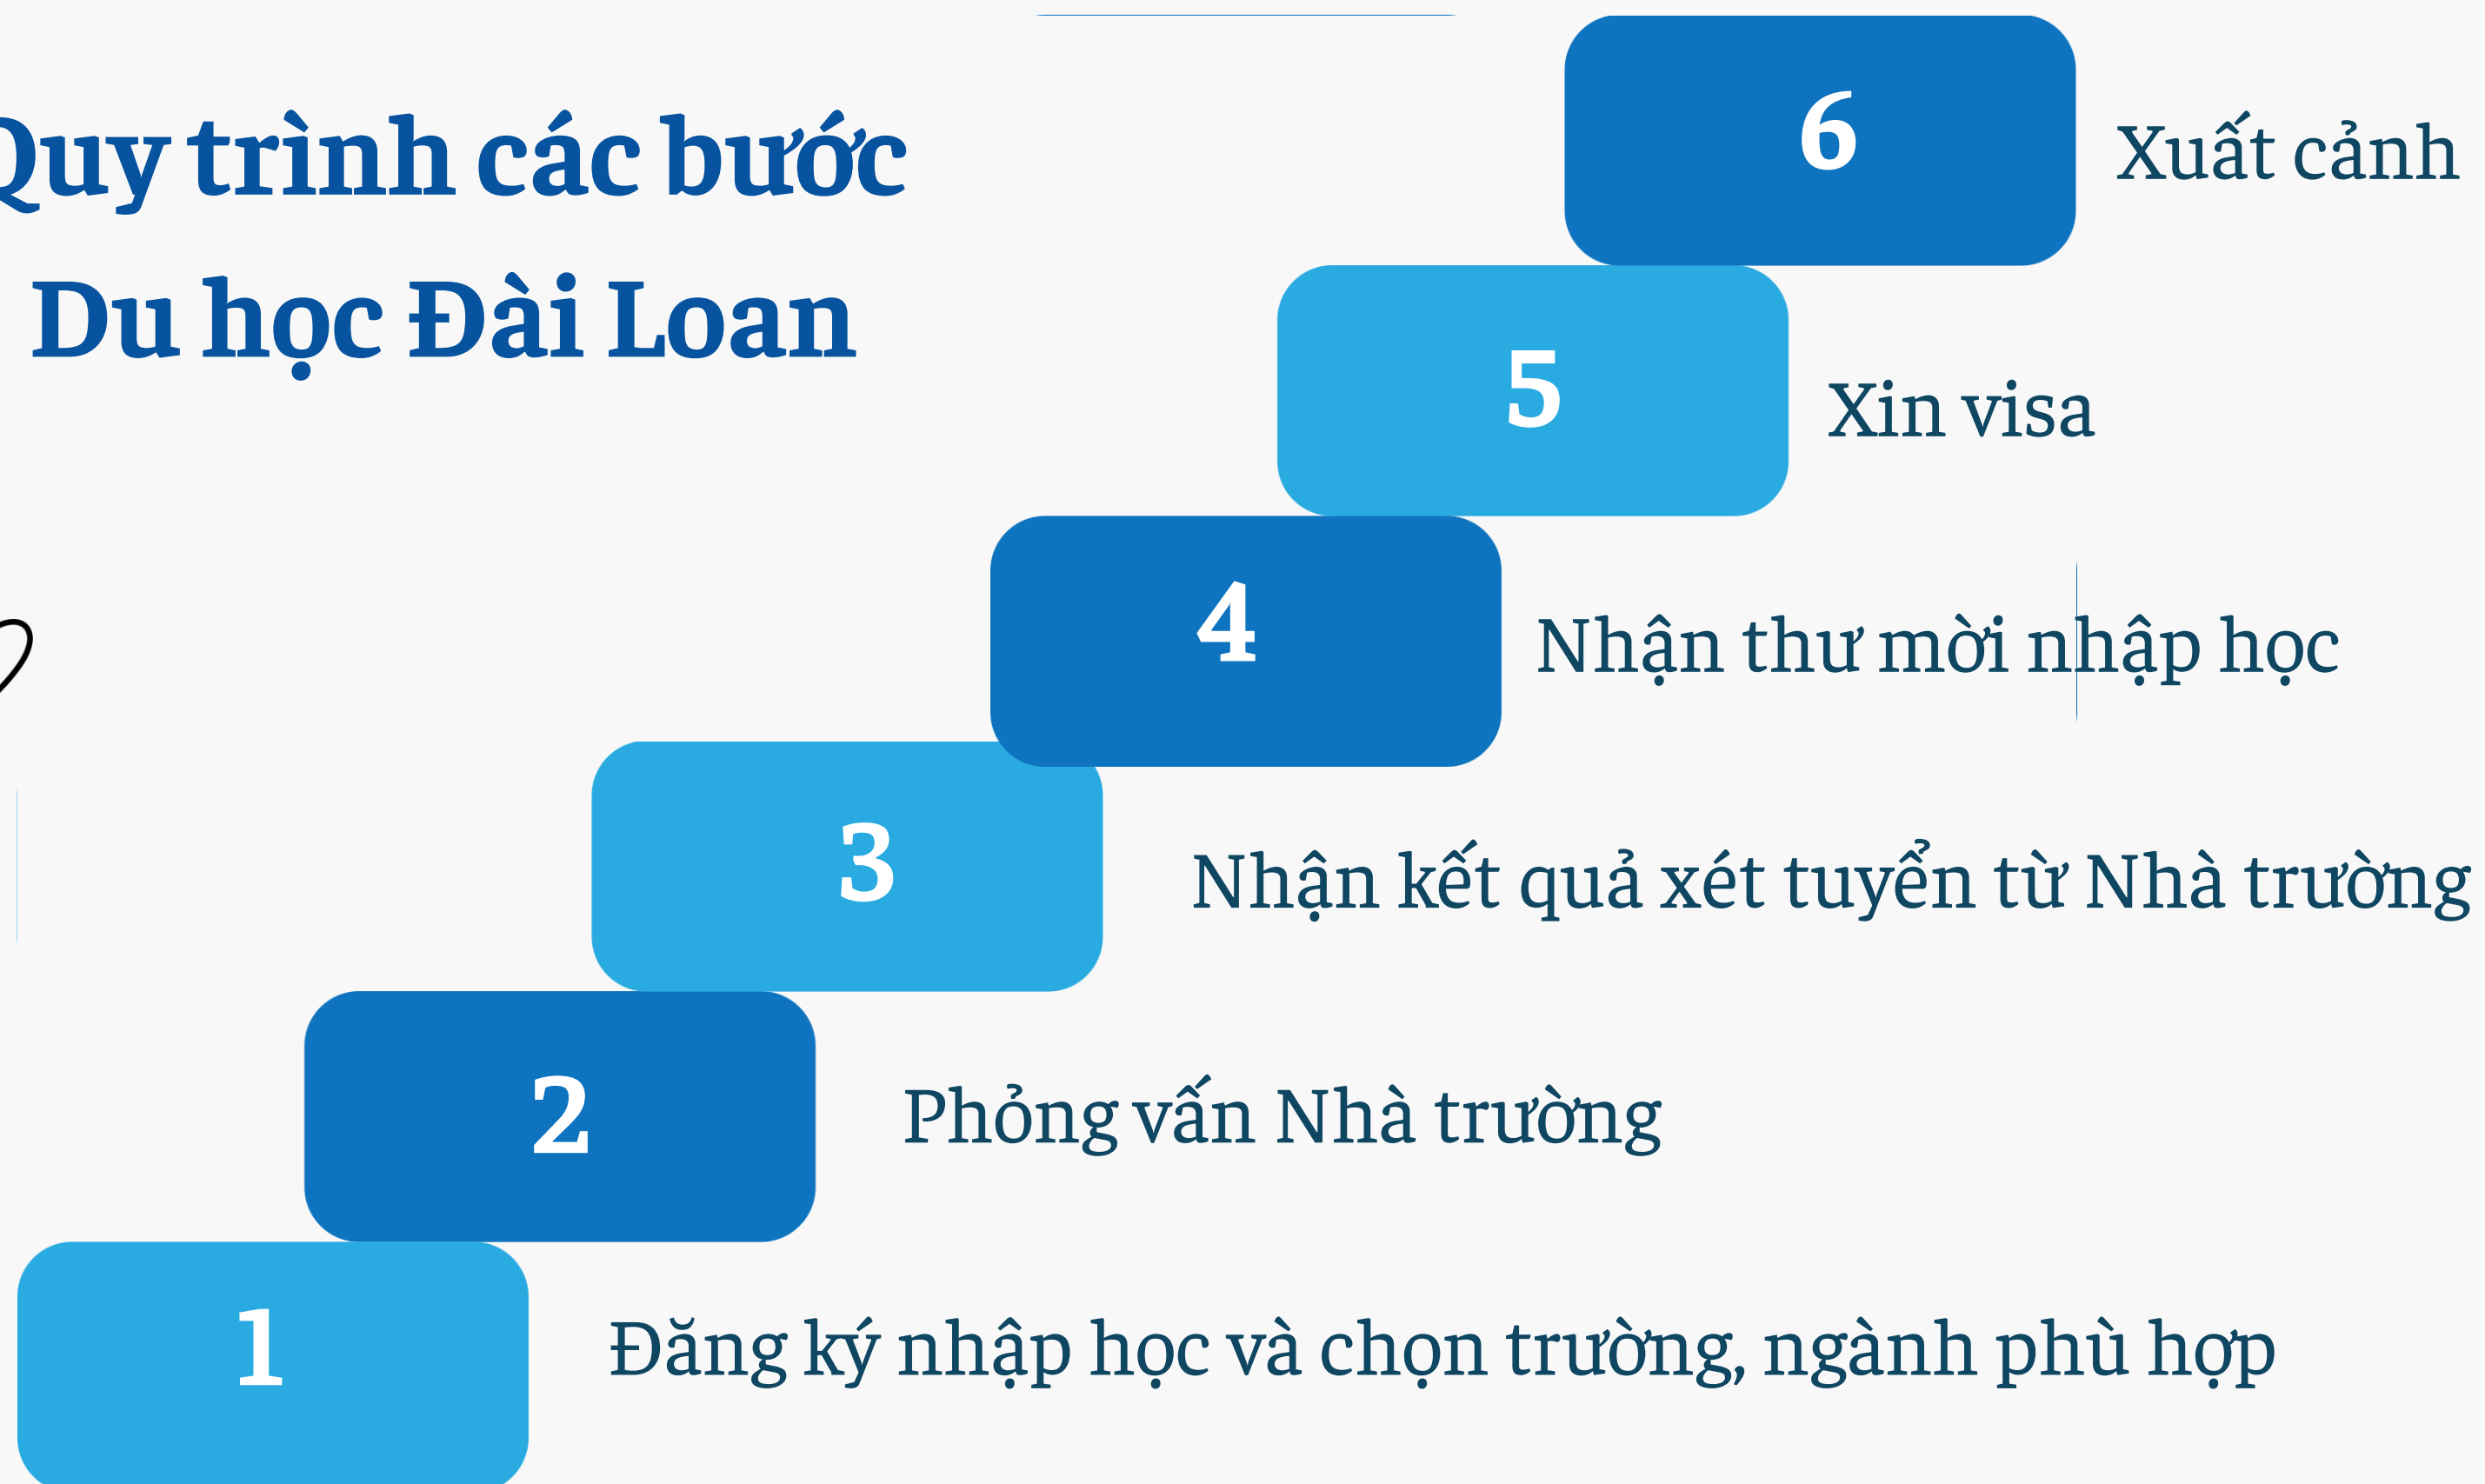 Quy trình các bước
Du học Đài Loan
6
Xuất cảnh
5
Xin visa
4
Nhận thư mời nhập học
3
Nhận kết quả xét tuyển từ Nhà trường
2
Phỏng vấn Nhà trường
1
Đăng ký nhập học và chọn trường, ngành phù hợp